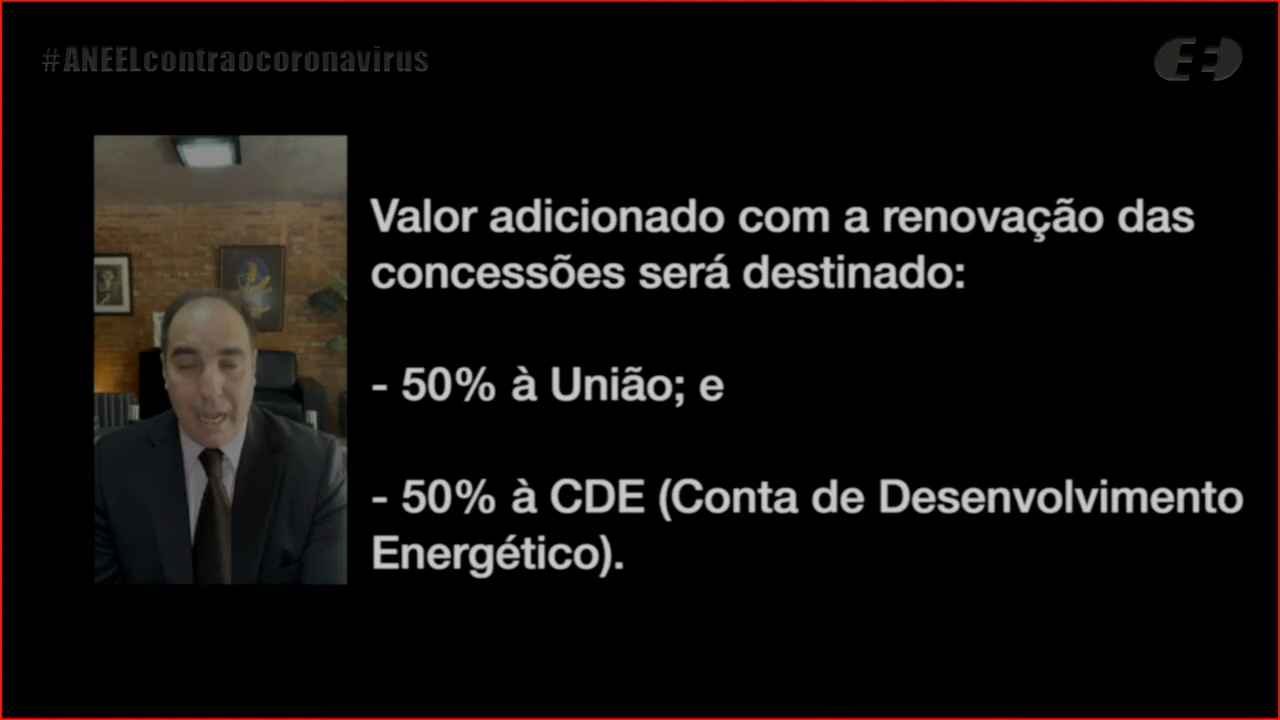 #ANEELcontraocoronavirus
Valor adicionado com a renovação das
concessões será destinado:
- 50% à União; e
- 50% à CDE (Conta de Desenvolvimento
Energético).